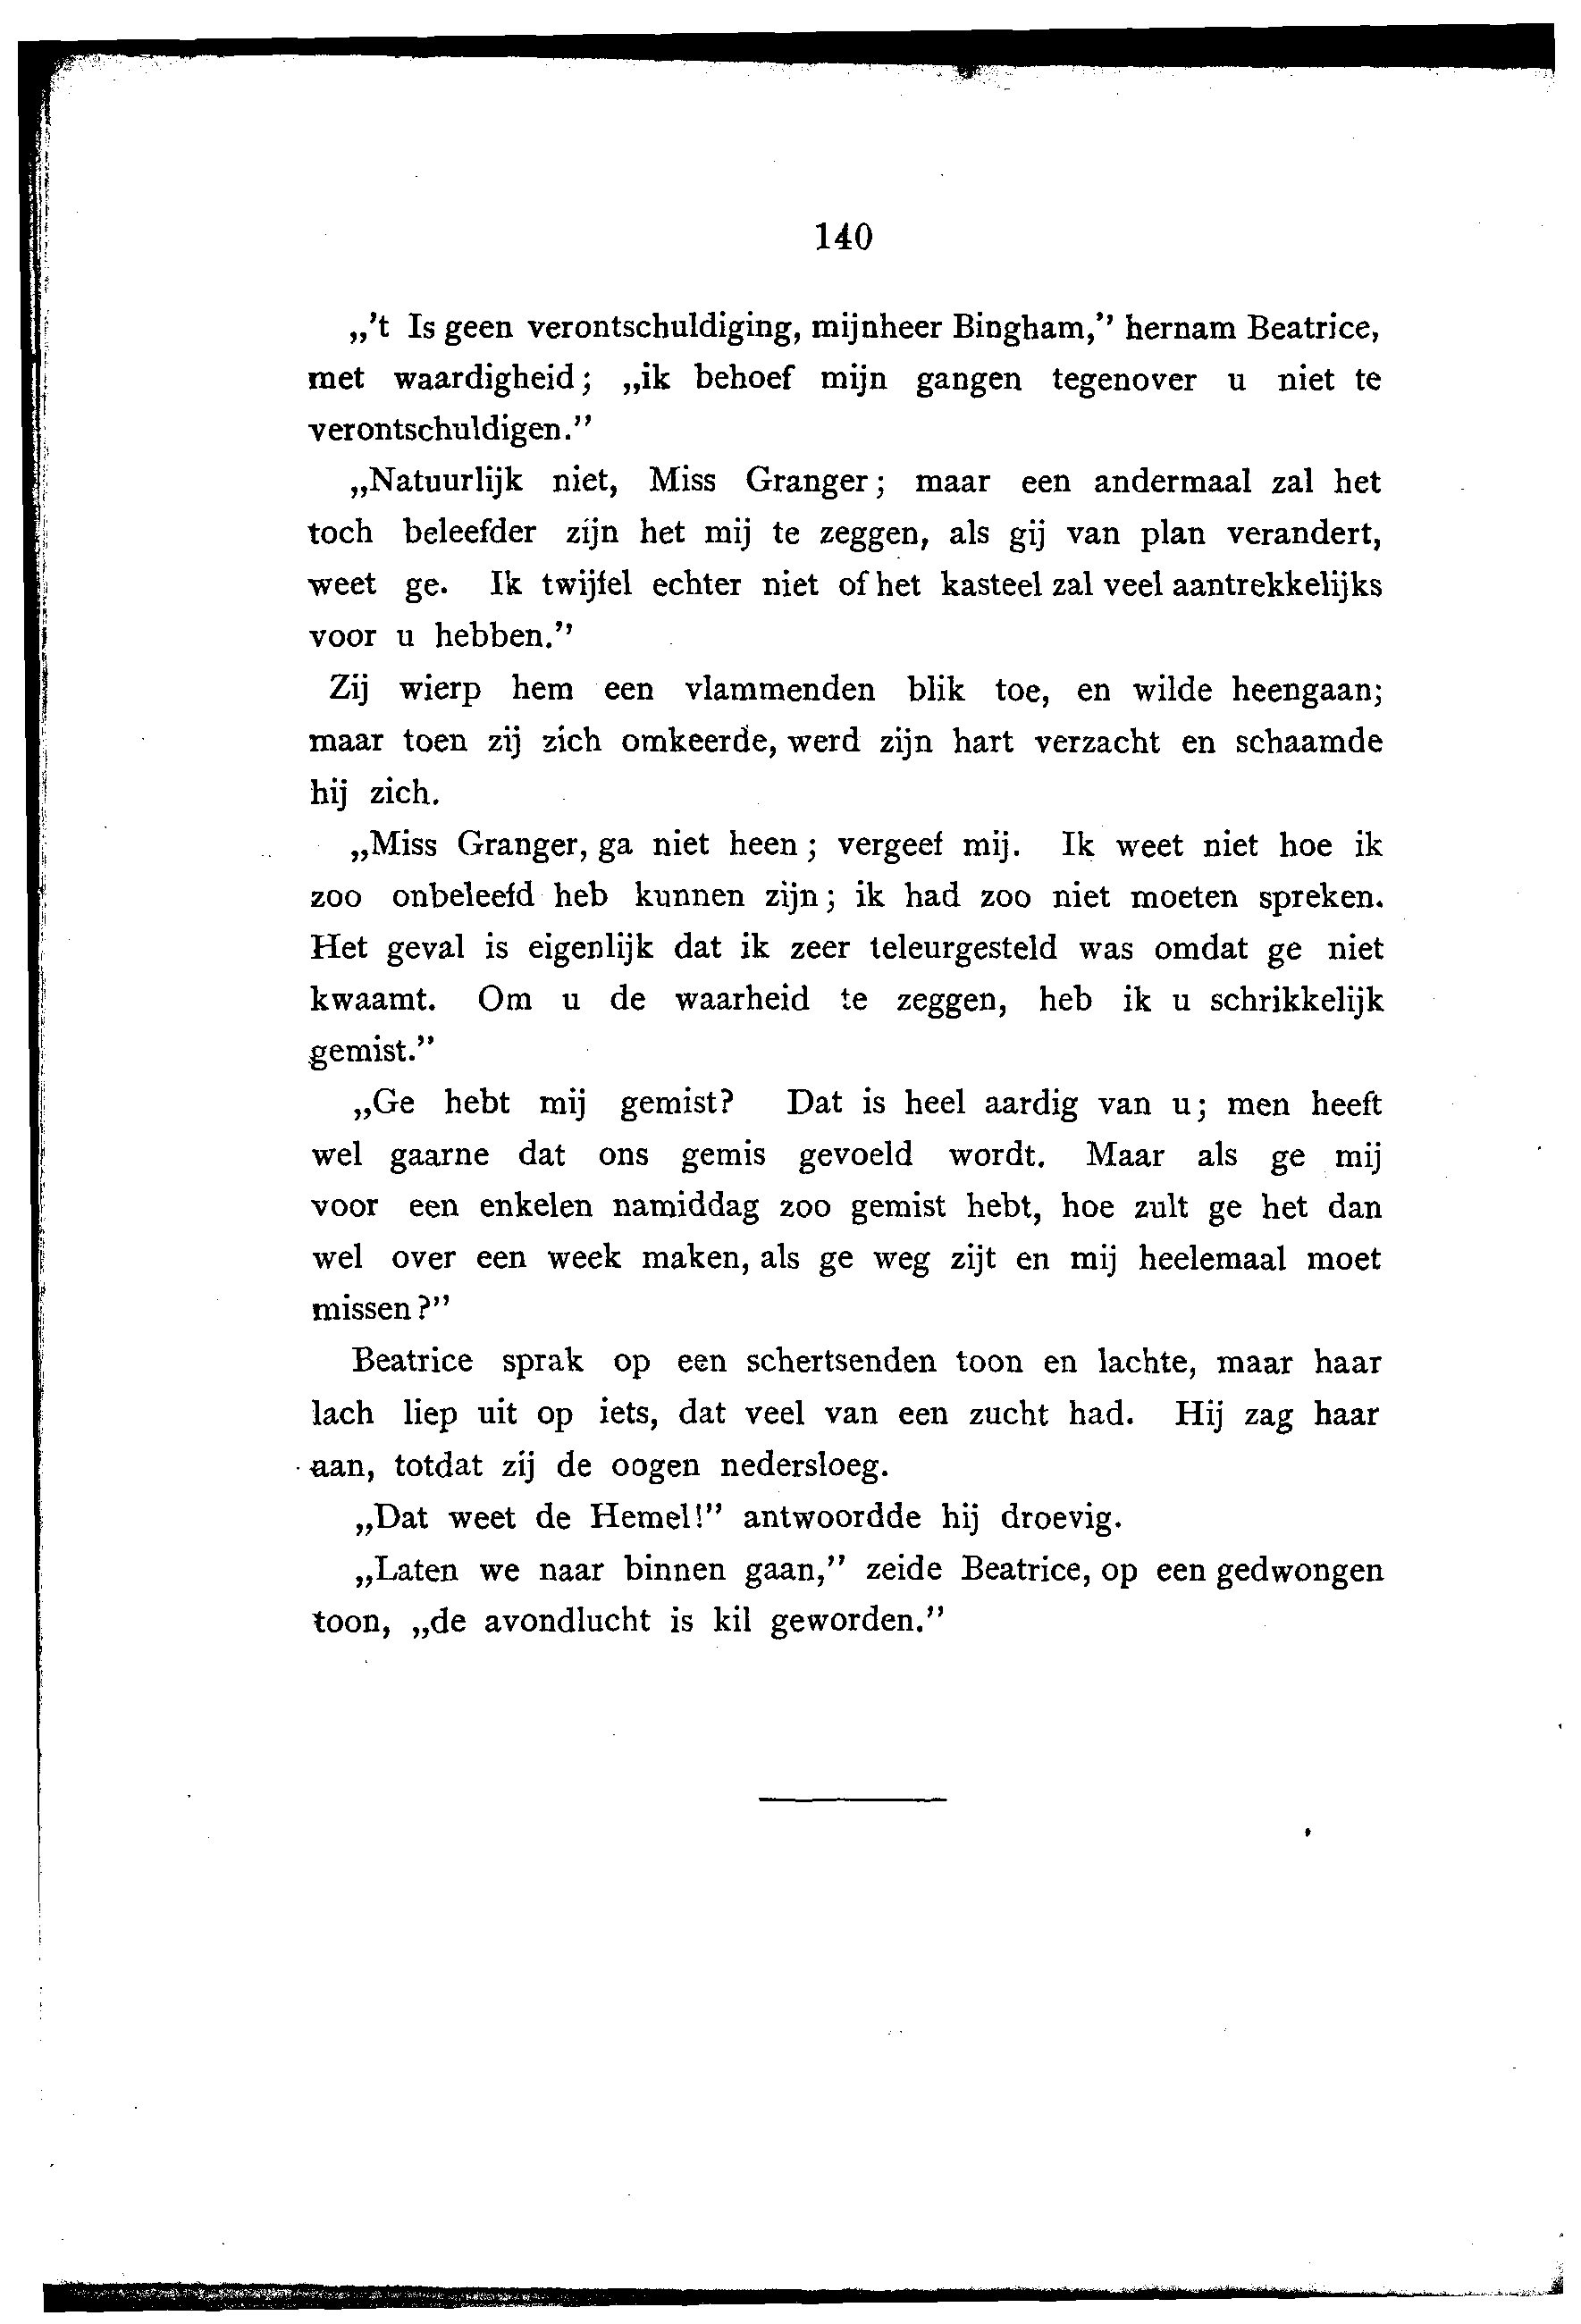 140
„'t Is geen verontschuldiging, mijnheer Bingham,” hernam Beatrice,
met waardigheid; „ik behoef mijn gangen tegenover u niet te
verontschuldigen.”
„Natuurlijk niet, Miss Granger; maar een andermaal zal het
toch beleefder zijn het mij te zeggen, als gij van plan verandert,
weet ge. Ik twijfel echter niet of het kasteel zal veel aantrekkelijks
voor u hebben.”
Zij wierp hem een vlammenden blik toe, en wilde heengaan;
maar toen zij zich omkeerde, werd zijn hart verzacht en schaamde
hij zich.
„Miss Granger, ga niet heen; vergeef mij. Ik weet niet hoe ik
zoo onbeleefd heb kunnen zijn; ik had zoo niet moeten spreken.
Het geval is eigenlijk dat ik zeer teleurgesteld was omdat ge niet
kwaamt. Om u de waarheid te zeggen, heb ik u schrikkelijk
gemist.”
„Ge hebt mij gemist? Dat is heel aardig van u; men heeft
wel gaarne dat ons gemis gevoeld wordt. Maar als ge mij
voor een enkelen namiddag zoo gemist hebt, hoe zult ge het dan
wel over een week maken, als ge weg zijt en mij heelemaal moet
missen?”
Beatrice sprak op een schertsenden toon en lachte, maar haar
lach liep uit op iets, dat veel van een zucht had. Hij zag haar
aan, totdat zij de oogen nedersloeg.
„Dat weet de Hemel!” antwoordde hij droevig.
„Laten we naar binnen gaan,” zeide Beatrice, op een gedwongen
toon, „de avondlucht is kil geworden.”